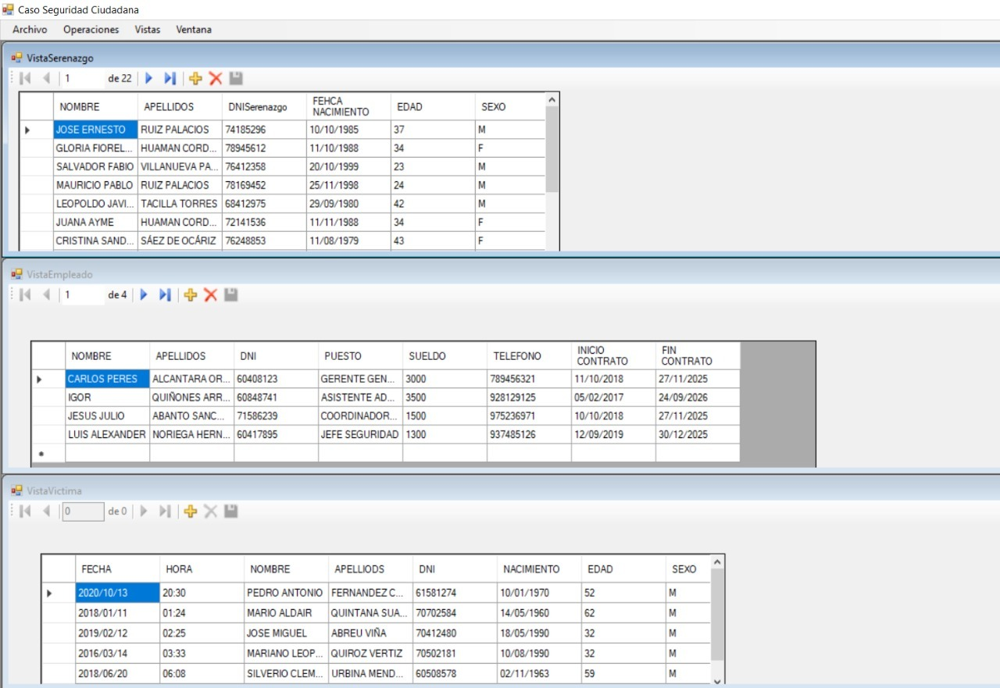 Caso Seguridad Ciudadana
Archivo Operaciones Vistas Ventana
VistaSerenazgo
1 de 22
NOMBRE APELLIDOS DNISerenazgo FEHCA NACIMIENTO EDAD SEXO
JOSE ERNESTO RUIZ PALACIOS 74185296 10/10/1985 37 M
GLORIA FIOREL... HUAMAN CORD... 78945612 11/10/1988 34 F
SALVADOR FABIO VILLANUEVA PA... 76412358 20/10/1999 23 M
MAURICIO PABLO RUIZ PALACIOS 78169452 25/11/1998 24 M
LEOPOLDO JAVI... TACILLA TORRES 68412975 29/09/1980 42 M
JUANA AYME HUAMAN CORD... 72141536 11/11/1988 34 F
CRISTINA SAND... SÁEZ DE OCÁRIZ 76248853 11/08/1979 43 F
VistaEmpleado
1 de 4
NOMBRE APELLIDOS DNI PUESTO SUELDO TELEFONO INICIO CONTRATO FIN CONTRATO
CARLOS PERES ALCANTARA OR... 60408123 GERENTE GEN... 3000 789456321 11/10/2018 27/11/2025
IGOR QUIÑONES ARR... 60848741 ASISTENTE AD... 3500 928129125 05/02/2017 24/09/2026
JESUS JULIO ABANTO SANC... 71586239 COORDINADOR... 1500 975236971 10/10/2018 27/11/2025
LUIS ALEXANDER NORIEGA HERN... 60417895 JEFE SEGURIDAD 1300 937485126 12/09/2019 30/12/2025
VistaVictima
0 de 0
FECHA HORA NOMBRE APELLIODS DNI NACIMIENTO EDAD SEXO
2020/10/13 20:30 PEDRO ANTONIO FERNANDEZ C... 61581274 10/01/1970 52 M
2018/01/11 01:24 MARIO ALDAIR QUINTANA SUA... 70702584 14/05/1960 62 M
2019/02/12 02:25 JOSE MIGUEL ABREU VIÑA 70412480 18/05/1990 32 M
2016/03/14 03:33 MARIANO LEOP... QUIROZ VERTIZ 70502181 10/08/1990 32 M
2018/06/20 06:08 SILVERIO CLEM... URBINA MEND... 60508578 02/11/1963 59 M